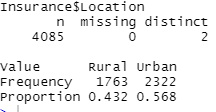 Insurance$Location
n missing distinct
4085 0 2
Value Rural Urban
Frequency 1763 2322
Proportion 0.432 0.568
>